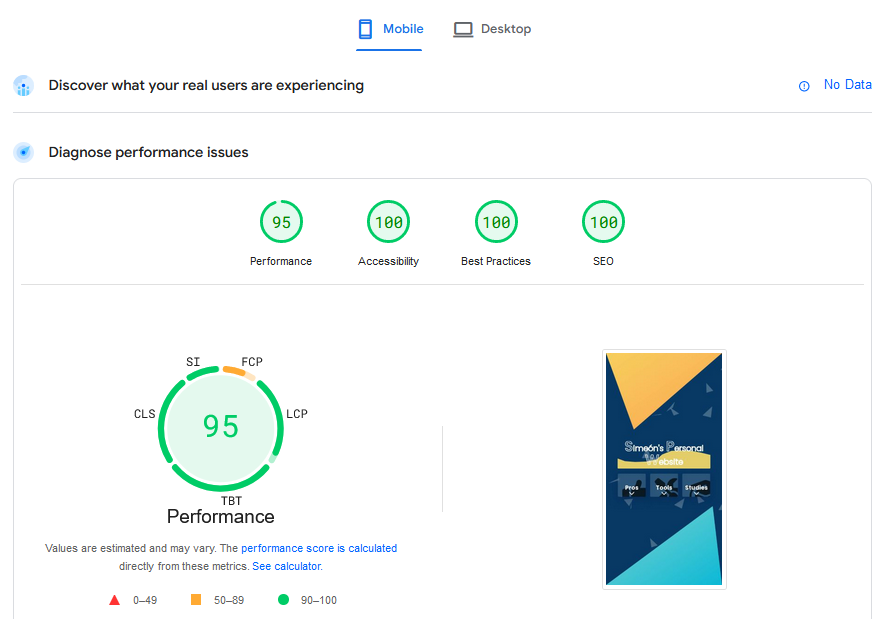 Mobile Desktop
Discover what your real users are experiencing No Data
Diagnose performance issues
95 100 100 100
Performance Accessibility Best Practices SEO
SI FCP
CLS LCP
95
TBT
Performance
Values are estimated and may vary. The performance score is calculated
directly from these metrics. See calculator.
0–49 50–89 90–100
Simeón's Personal
Website
Pros Tools Studies